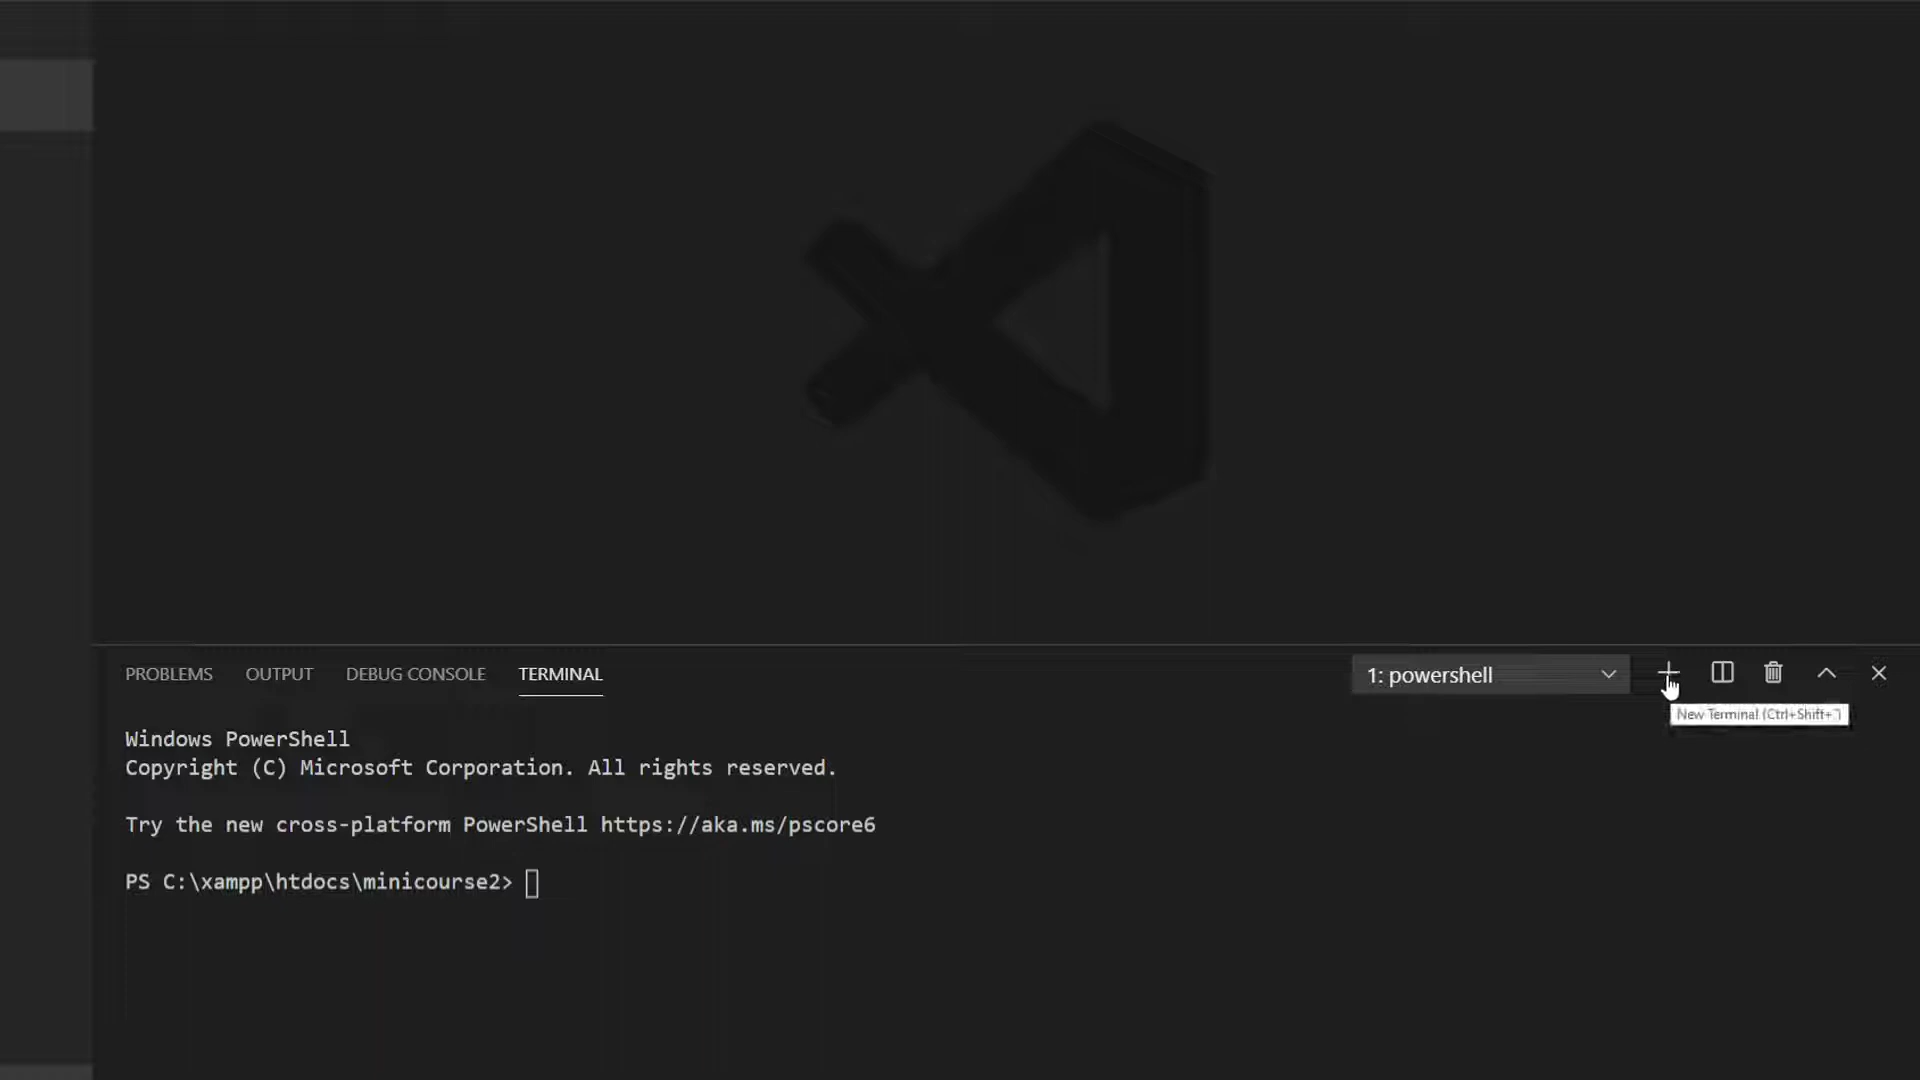 PROBLEMS OUTPUT DEBUG CONSOLE TERMINAL 1: powershell
New Terminal (Ctrl+Shift+`)
Windows PowerShell
Copyright (C) Microsoft Corporation. All rights reserved.
Try the new cross-platform PowerShell https://aka.ms/pscore6
PS C:\xampp\htdocs\minicourse2>